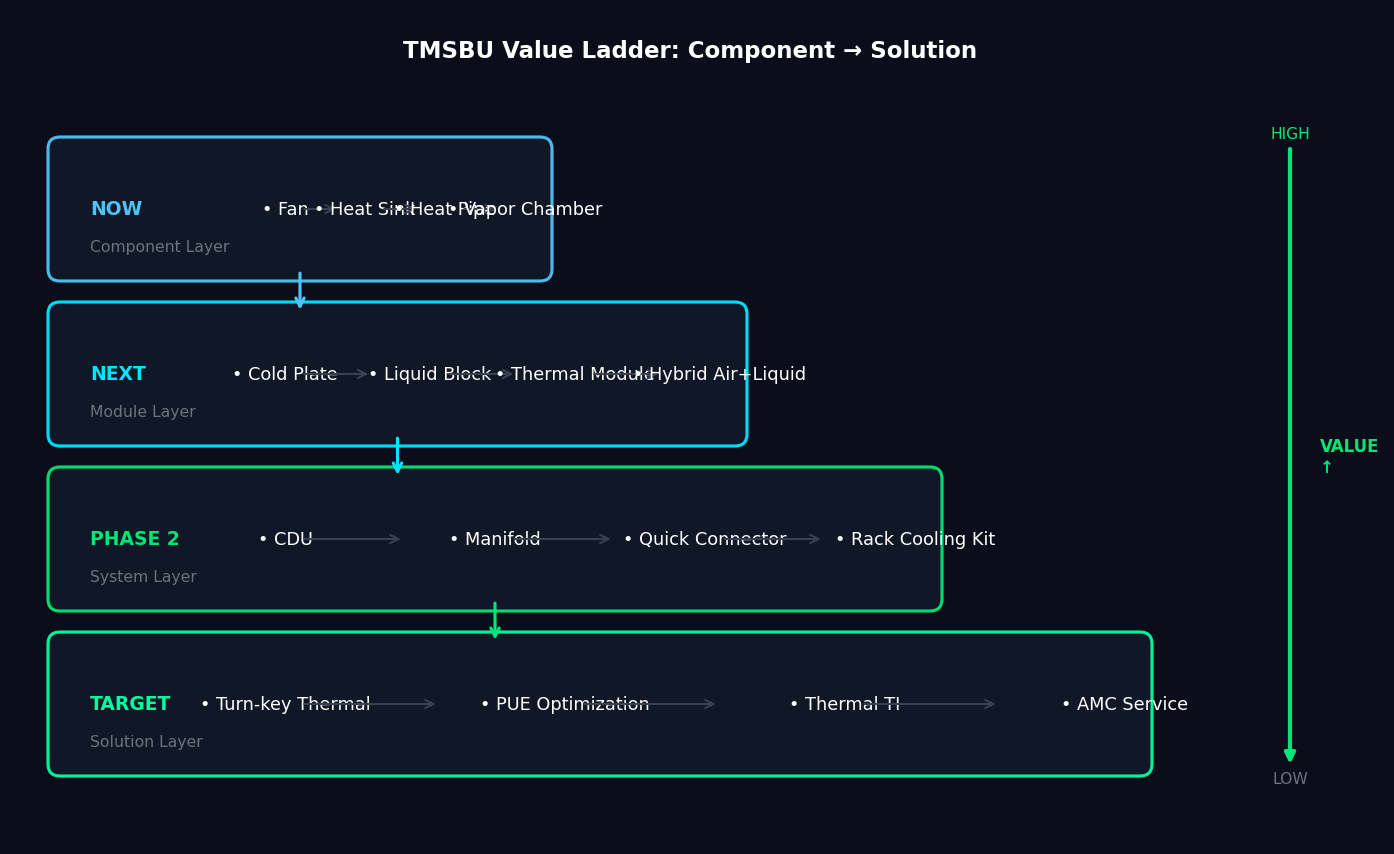 TMSBU Value Ladder: Component → Solution
HIGH
NOW • Fan • Heat Sink • Heat Pipe • Vapor Chamber
Component Layer
NEXT • Cold Plate • Liquid Block • Thermal Module • Hybrid Air+Liquid
Module Layer
VALUE
↑
PHASE 2 • CDU • Manifold • Quick Connector • Rack Cooling Kit
System Layer
TARGET • Turn-key Thermal • PUE Optimization • Thermal TI • AMC Service
Solution Layer
LOW